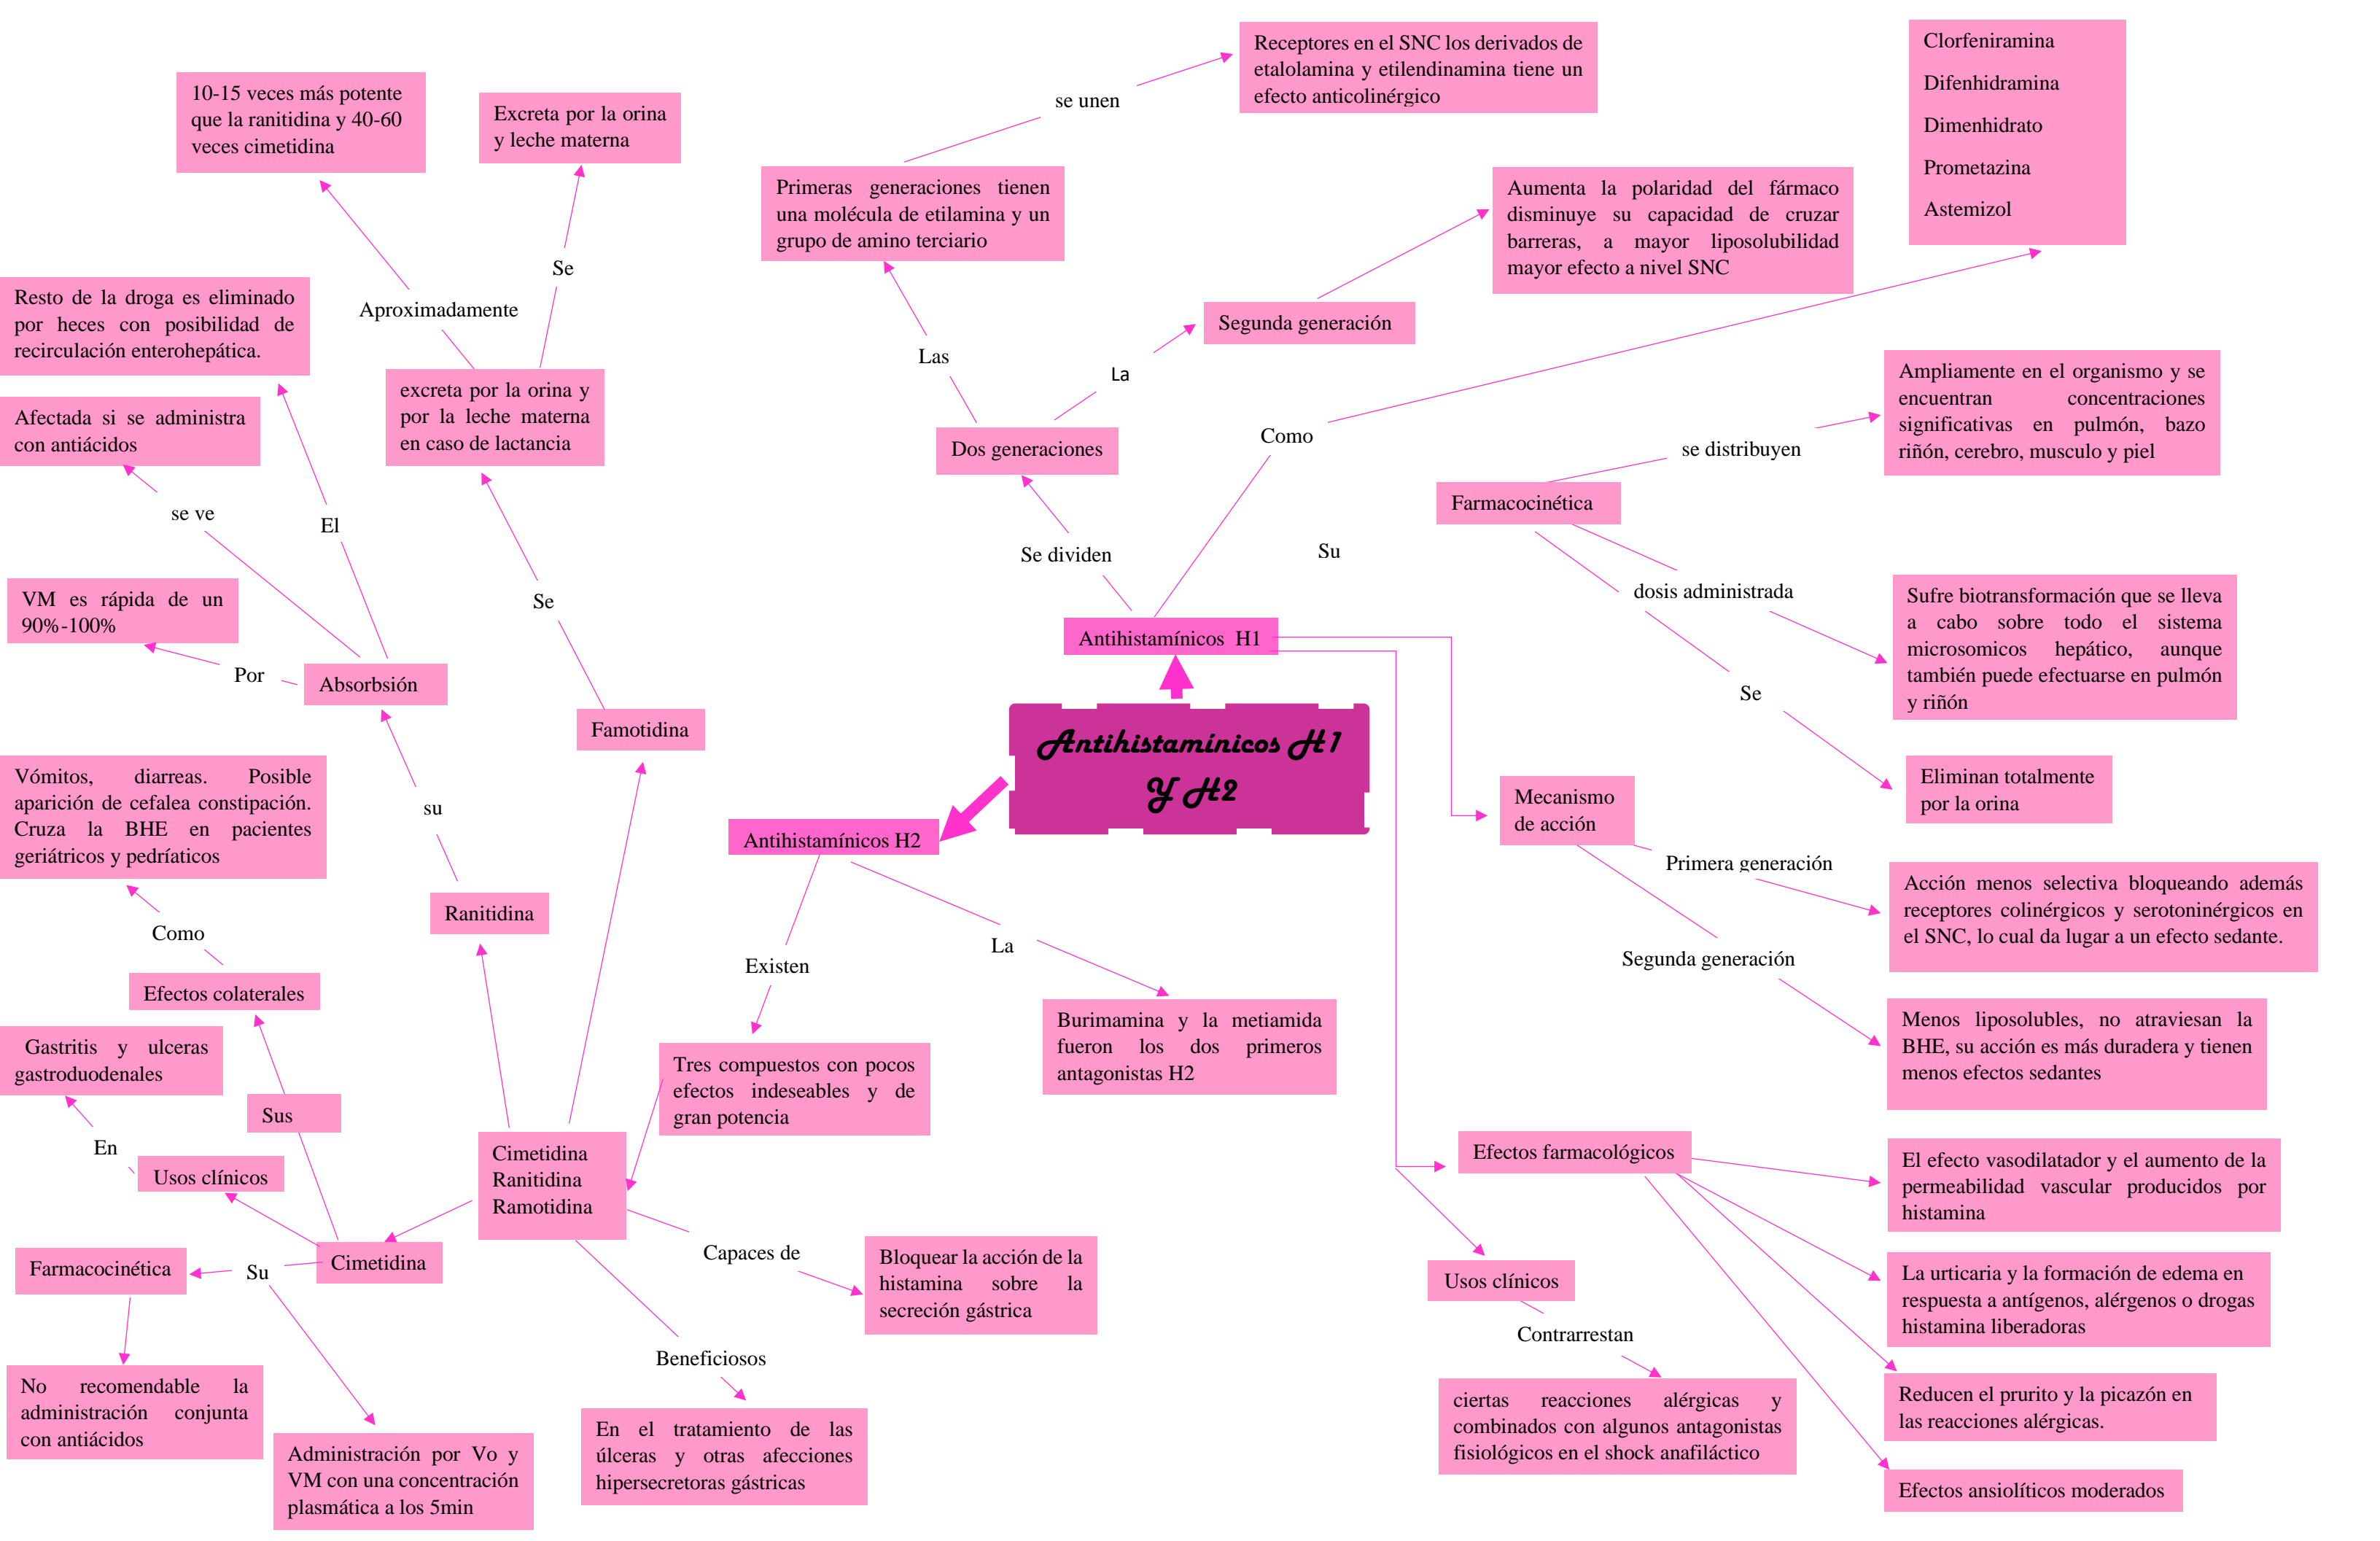 Antihistamínicos H1
Y H2
Antihistamínicos H1
Se dividen
Dos generaciones
Las
Primeras generaciones tienen
una molécula de etilamina y un
grupo de amino terciario
se unen
Receptores en el SNC los derivados de
etalolamina y etilendinamina tiene un
efecto anticolinérgico
La
Segunda generación
Aumenta la polaridad del fármaco
disminuye su capacidad de cruzar
barreras, a mayor liposolubilidad
mayor efecto a nivel SNC
Como
Clorfeniramina
Difenhidramina
Dimenhidrato
Prometazina
Astemizol
Su
Farmacocinética
se distribuyen
Ampliamente en el organismo y se
encuentran concentraciones
significativas en pulmón, bazo
riñón, cerebro, musculo y piel
dosis administrada
Sufre biotransformación que se lleva
a cabo sobre todo el sistema
microsomicos hepático, aunque
también puede efectuarse en pulmón
y riñón
Se
Eliminan totalmente
por la orina
Mecanismo
de acción
Primera generación
Acción menos selectiva bloqueando además
receptores colinérgicos y serotoninérgicos en
el SNC, lo cual da lugar a un efecto sedante.
Segunda generación
Menos liposolubles, no atraviesan la
BHE, su acción es más duradera y tienen
menos efectos sedantes
Efectos farmacológicos
El efecto vasodilatador y el aumento de la
permeabilidad vascular producidos por
histamina
La urticaria y la formación de edema en
respuesta a antígenos, alérgenos o drogas
histamina liberadoras
Reducen el prurito y la picazón en
las reacciones alérgicas.
Efectos ansiolíticos moderados
Usos clínicos
Contrarrestan
ciertas reacciones alérgicas y
combinados con algunos antagonistas
fisiológicos en el shock anafiláctico
Antihistamínicos H2
La
Burimamina y la metiamida
fueron los dos primeros
antagonistas H2
Existen
Tres compuestos con pocos
efectos indeseables y de
gran potencia
Cimetidina
Ranitidina
Ramotidina
Capaces de
Bloquear la acción de la
histamina sobre la
secreción gástrica
Beneficiosos
En el tratamiento de las
úlceras y otras afecciones
hipersecretoras gástricas
Famotidina
Se
excreta por la orina y
por la leche materna
en caso de lactancia
Se
Excreta por la orina
y leche materna
Aproximadamente
10-15 veces más potente
que la ranitidina y 40-60
veces cimetidina
Ranitidina
su
Absorbsión
El
Resto de la droga es eliminado
por heces con posibilidad de
recirculación enterohepática.
se ve
Afectada si se administra
con antiácidos
Por
VM es rápida de un
90%-100%
Cimetidina
Sus
Efectos colaterales
Como
Vómitos, diarreas. Posible
aparición de cefalea constipación.
Cruza la BHE en pacientes
geriátricos y pedríaticos
Usos clínicos
En
Gastritis y ulceras
gastroduodenales
Su
Farmacocinética
No recomendable la
administración conjunta
con antiácidos
Administración por Vo y
VM con una concentración
plasmática a los 5min